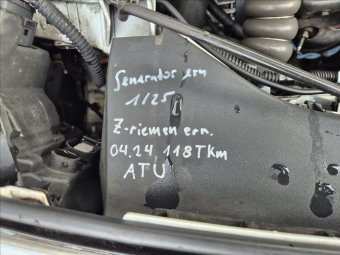 Generator ern
1/25
Z-riemen ern.
04.24, 118Tkm
ATU